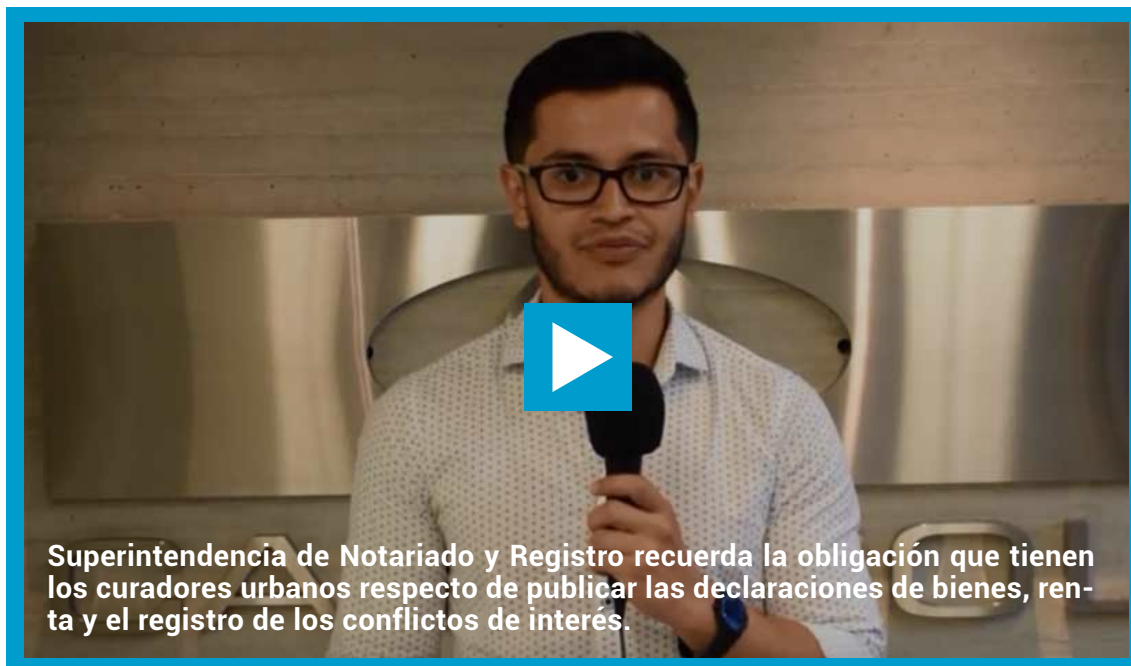 Superintendencia de Notariado y Registro recuerda la obligación que tienen
los curadores urbanos respecto de publicar las declaraciones de bienes, ren-
ta y el registro de los conflictos de interés.